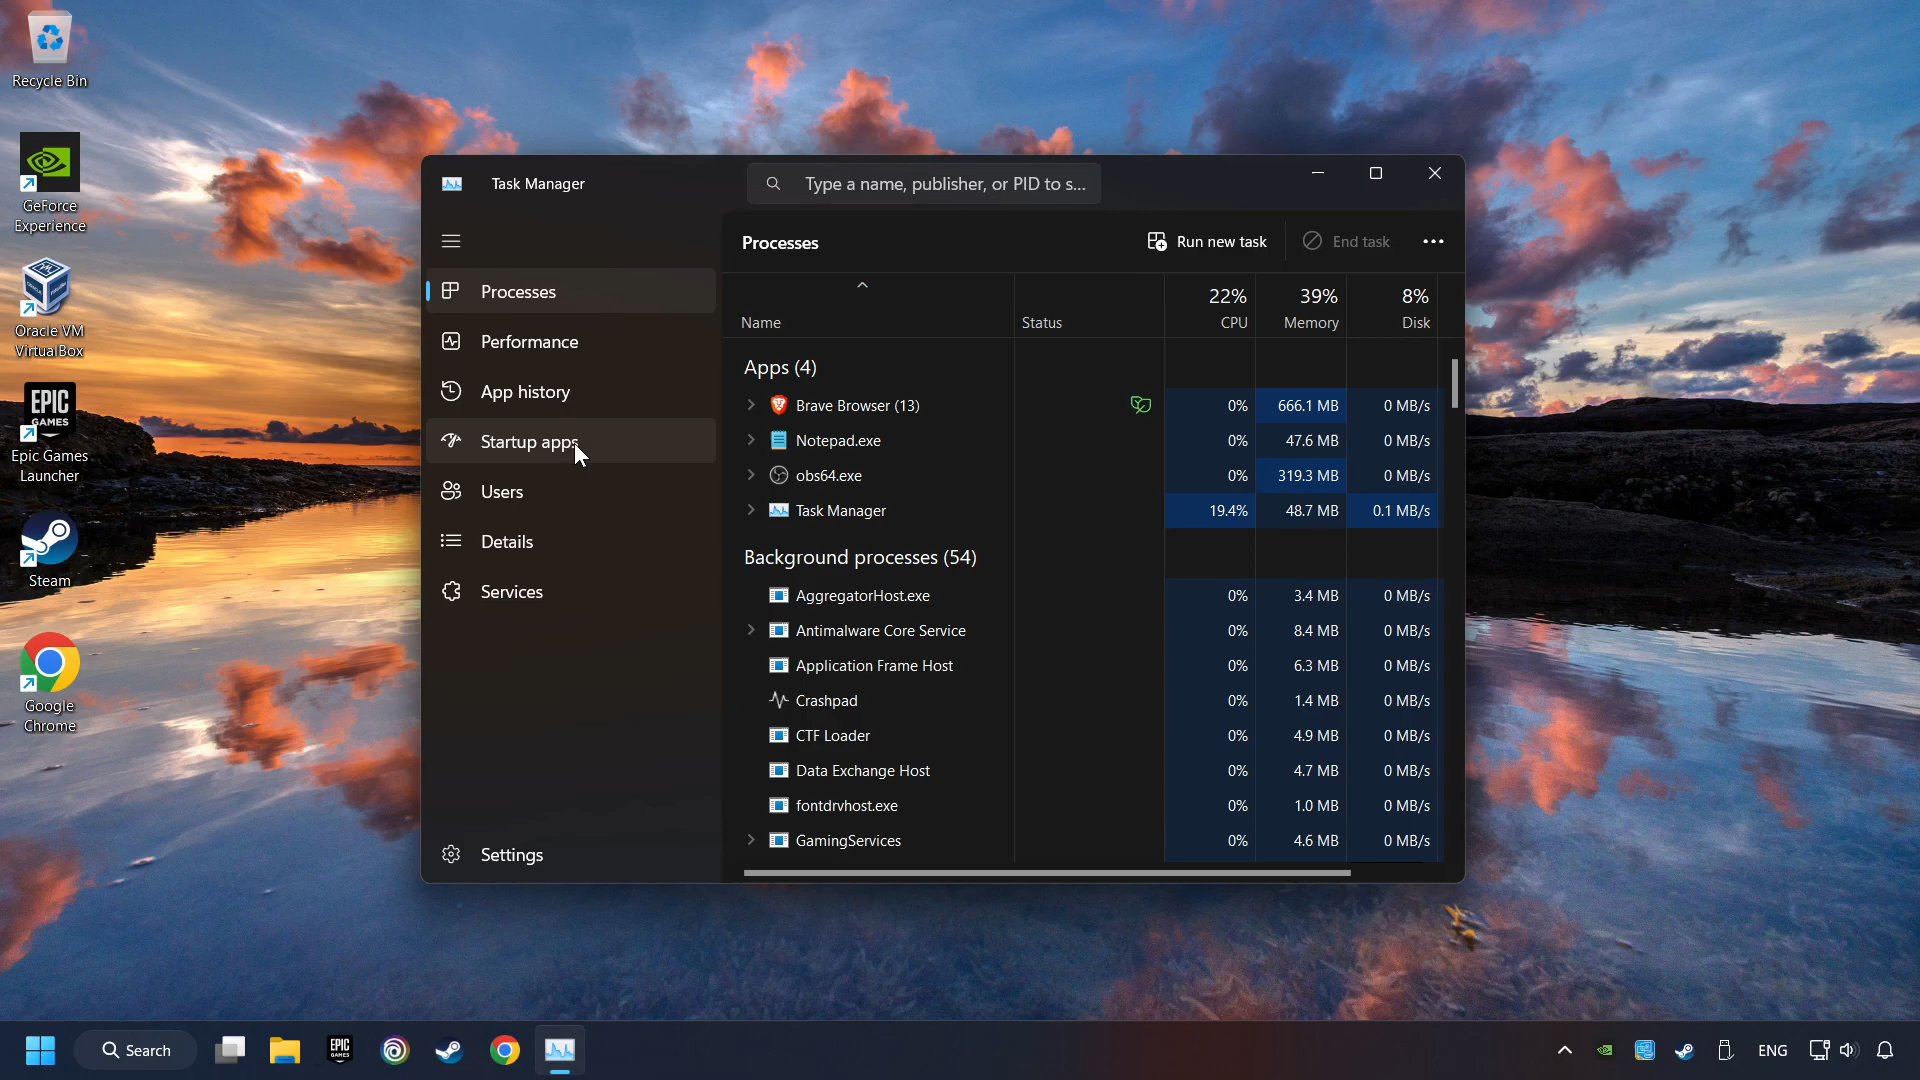 Recycle Bin
GeForce
Experience
Oracle VM
VirtualBox
EPIC
GAMES
Epic Games
Launcher
Steam
Google
Chrome
Task Manager
Type a name, publisher, or PID to s...
Processes
Performance
App history
Startup apps
Users
Details
Services
Settings
Processes
Run new task
End task
22% 39% 8%
Name Status CPU Memory Disk
Apps (4)
Brave Browser (13) 0% 666.1 MB 0 MB/s
Notepad.exe 0% 47.6 MB 0 MB/s
obs64.exe 0% 319.3 MB 0 MB/s
Task Manager 19.4% 48.7 MB 0.1 MB/s
Background processes (54)
AggregatorHost.exe 0% 3.4 MB 0 MB/s
Antimalware Core Service 0% 8.4 MB 0 MB/s
Application Frame Host 0% 6.3 MB 0 MB/s
Crashpad 0% 1.4 MB 0 MB/s
CTF Loader 0% 4.9 MB 0 MB/s
Data Exchange Host 0% 4.7 MB 0 MB/s
fontdrvhost.exe 0% 1.0 MB 0 MB/s
GamingServices 0% 4.6 MB 0 MB/s
Search
EPIC
GAMES
ENG